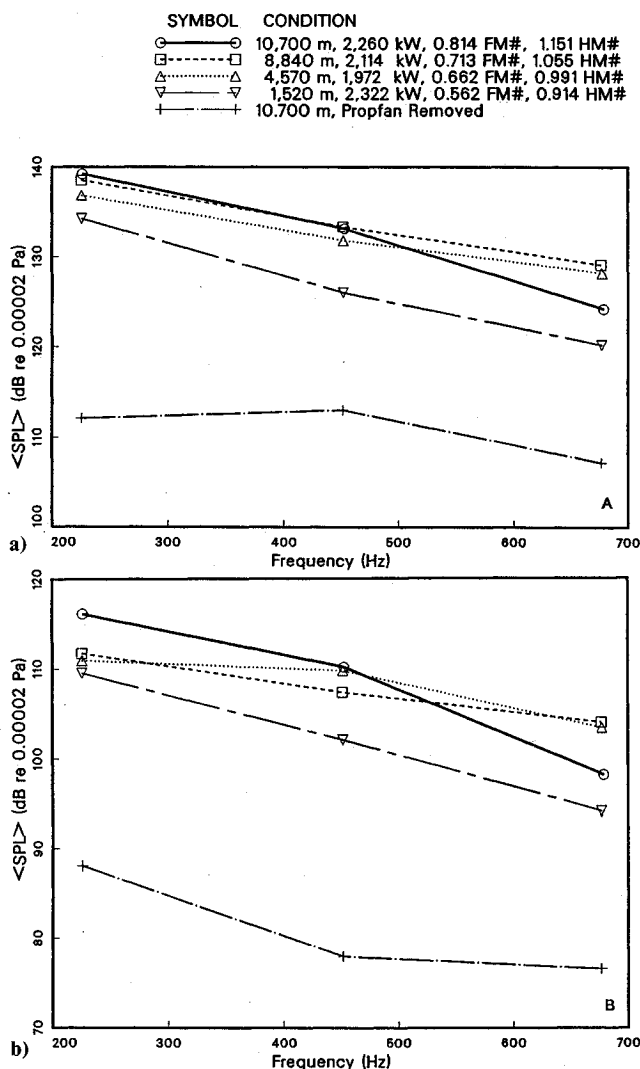 SYMBOL CONDITION
10,700 m, 2,260 kW, 0.814 FM#, 1.151 HM#
8,840 m, 2,114 kW, 0.713 FM#, 1.055 HM#
4,570 m, 1,972 kW, 0.662 FM#, 0.991 HM#
1,520 m, 2,322 kW, 0.562 FM#, 0.914 HM#
10.700 m, Propfan Removed
140
130
120
110
100
<SPL> (dB re 0.00002 Pa)
A
a)
200 300 400 500 600 700
Frequency (Hz)
120
110
100
90
80
70
<SPL> (dB re 0.00002 Pa)
B
b)
200 300 400 500 600 700
Frequency (Hz)